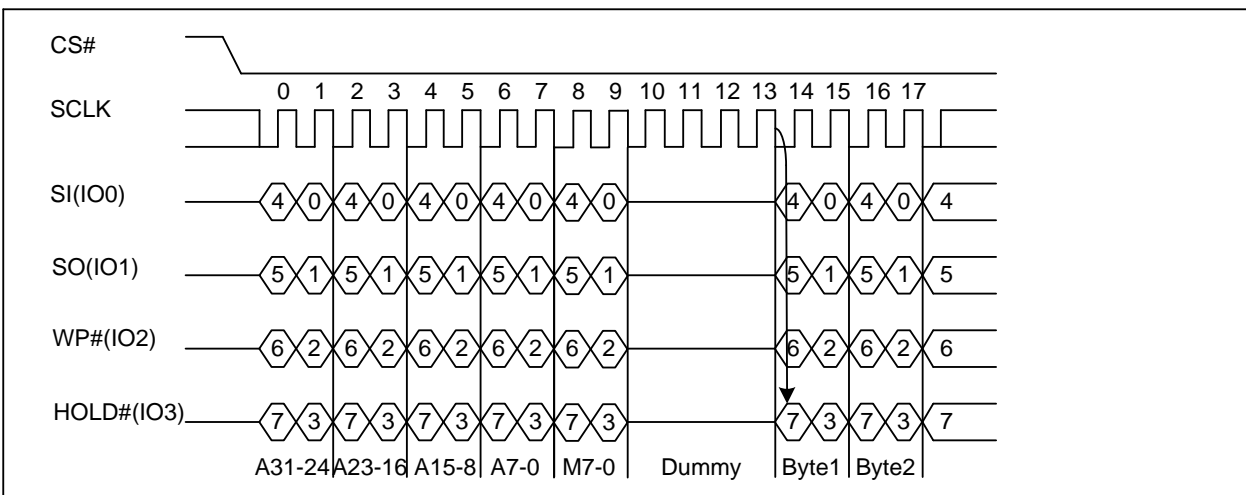 CS#
0 1 2 3 4 5 6 7 8 9 10 11 12 13 14 15 16 17
SCLK
SI(IO0) 4 0 4 0 4 0 4 0 4 0 4 0 4 0 4
SO(IO1) 5 1 5 1 5 1 5 1 5 1 5 1 5 1 5
WP#(IO2) 6 2 6 2 6 2 6 2 6 2 6 2 6 2 6
HOLD#(IO3) 7 3 7 3 7 3 7 3 7 3 7 3 7 3 7
A31-24 A23-16 A15-8 A7-0 M7-0 Dummy Byte1 Byte2